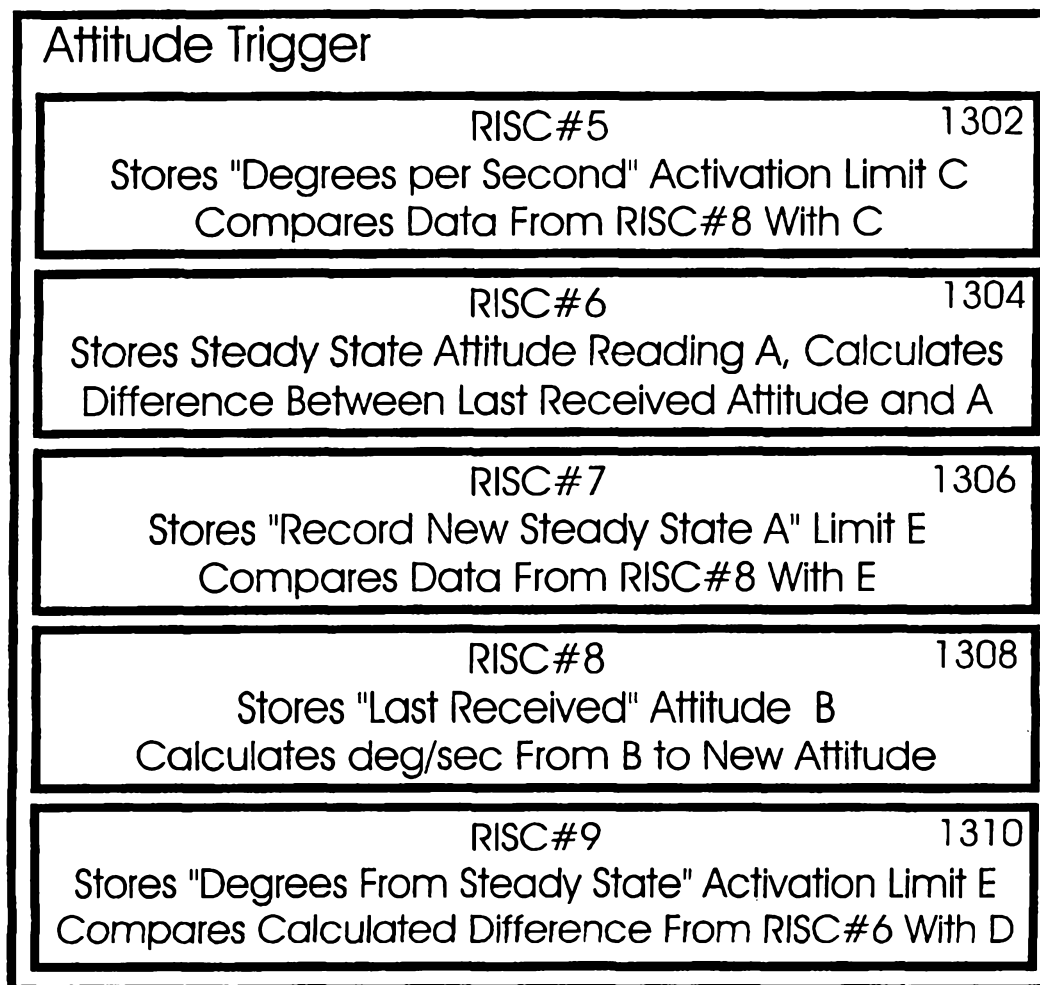 Attitude Trigger
RISC#5 1302
Stores "Degrees per Second" Activation Limit C
Compares Data From RISC#8 With C
RISC#6 1304
Stores Steady State Attitude Reading A, Calculates
Difference Between Last Received Attitude and A
RISC#7 1306
Stores "Record New Steady State A" Limit E
Compares Data From RISC#8 With E
RISC#8 1308
Stores "Last Received" Attitude B
Calculates deg/sec From B to New Attitude
RISC#9 1310
Stores "Degrees From Steady State" Activation Limit E
Compares Calculated Difference From RISC#6 With D